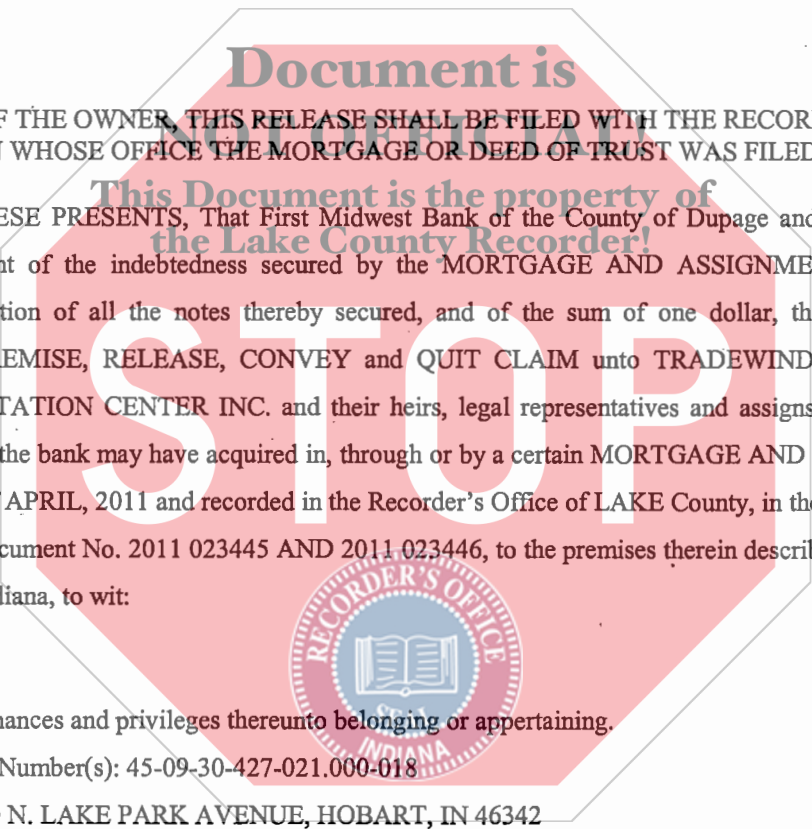 Document is
F THE OWNER, THIS RELEASE SHALL BE FILED WITH THE RECOR
NOT OFFICIAL!
N WHOSE OFFICE THE MORTGAGE OR DEED OF TRUST WAS FILED
This Document is the property of
ESE PRESENTS, That First Midwest Bank of the County of Dupage and
the Lake County Recorder!
nt of the indebtedness secured by the MORTGAGE AND ASSIGNME
tion of all the notes thereby secured, and of the sum of one dollar, th
EMISE, RELEASE, CONVEY and QUIT CLAIM unto TRADEWIND
STOP
TATION CENTER INC. and their heirs, legal representatives and assigns
the bank may have acquired in, through or by a certain MORTGAGE AND
F APRIL, 2011 and recorded in the Recorder's Office of LAKE County, in the
cument No. 2011 023445 AND 2011 023446, to the premises therein describ
diana, to wit:
RECORDER'S OFFICE
SEAL
INDIANA
nances and privileges thereunto belonging or appertaining.
Number(s): 45-09-30-427-021.000-018
N. LAKE PARK AVENUE, HOBART, IN 46342